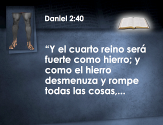 Daniel 2:40
“Y el cuarto reino será
fuerte como hierro; y
como el hierro
desmenuza y rompe
todas las cosas,...